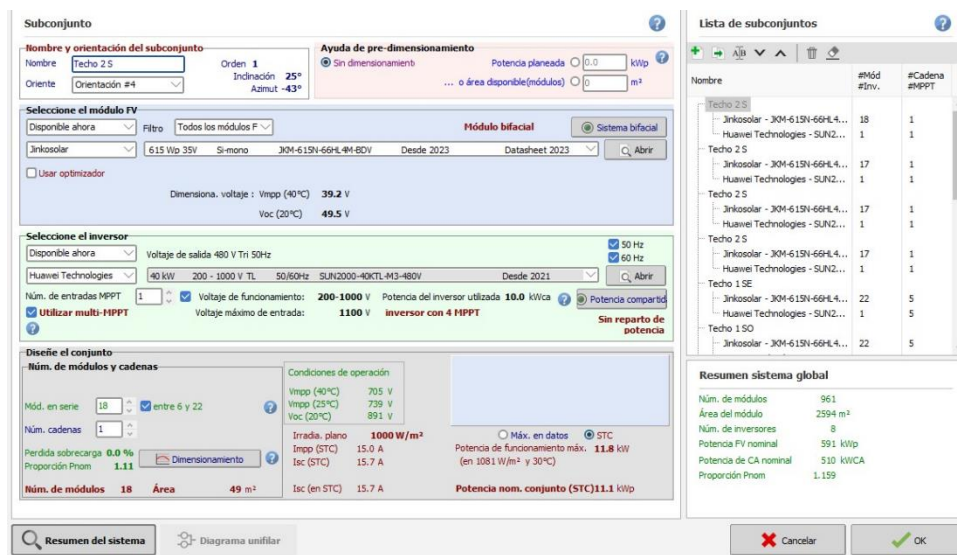 Subconjunto
Nombre y orientación del subconjunto
Nombre Techo 2 S Orden 1
Inclinación 25°
Oriente Orientación #4 Azimut -43°
Ayuda de pre-dimensionamiento
Sin dimensionamiento Potencia planeada 0.0 kWp
... o área disponible(módulos) 0 m²
Seleccione el módulo FV
Disponible ahora Filtro Todos los módulos F Módulo bifacial Sistema bifacial
Jinkosolar 615 Wp 35V Si-mono JKM-615N-66HL4M-BDV Desde 2023 Datasheet 2023 Abrir
Usar optimizador
Dimensiona. voltaje : Vmpp (40°C) 39.2 V
Voc (20°C) 49.5 V
Seleccione el inversor
Disponible ahora Voltaje de salida 480 V Tri 50Hz 50 Hz
60 Hz
Huawei Technologies 40 kW 200 - 1000 V TL 50/60Hz SUN2000-40KTL-M3-480V Desde 2021 Abrir
Núm. de entradas MPPT 1 Voltaje de funcionamiento: 200-1000 V Potencia del inversor utilizada 10.0 kWca Potencia compartid
Utilizar multi-MPPT Voltaje máximo de entrada: 1100 V inversor con 4 MPPT Sin reparto de
potencia
Diseñe el conjunto
Núm. de módulos y cadenas
Mód. en serie 18 entre 6 y 22
Núm. cadenas 1
Perdida sobrecarga 0.0 %
Proporción Pnom 1.11 Dimensionamiento
Núm. de módulos 18 Área 49 m²
Condiciones de operación
Vmpp (40°C) 705 V
Vmpp (25°C) 739 V
Voc (20°C) 891 V
Irradia. plano 1000 W/m² Máx. en datos STC
Impp (STC) 15.0 A Potencia de funcionamiento máx. 11.8 kW
Isc (STC) 15.7 A (en 1081 W/m² y 30°C)
Isc (en STC) 15.7 A Potencia nom. conjunto (STC) 11.1 kWp
Lista de subconjuntos
Nombre #Mód #Inv. #Cadena #MPPT
Techo 2 S
Jinkosolar - JKM-615N-66HL4... 18 1
Huawei Technologies - SUN2... 1 1
Techo 2 S
Jinkosolar - JKM-615N-66HL4... 17 1
Huawei Technologies - SUN2... 1 1
Techo 2 S
Jinkosolar - JKM-615N-66HL4... 17 1
Huawei Technologies - SUN2... 1 1
Techo 2 S
Jinkosolar - JKM-615N-66HL4... 17 1
Huawei Technologies - SUN2... 1 1
Techo 1 SE
Jinkosolar - JKM-615N-66HL4... 22 5
Huawei Technologies - SUN2... 1 5
Techo 1 SO
Jinkosolar - JKM-615N-66HL4... 22 5
Resumen sistema global
Núm. de módulos 961
Área del módulo 2594 m²
Núm. de inversores 8
Potencia FV nominal 591 kWp
Potencia de CA nominal 510 kWCA
Proporción Pnom 1.159
Resumen del sistema Diagrama unifilar Cancelar OK